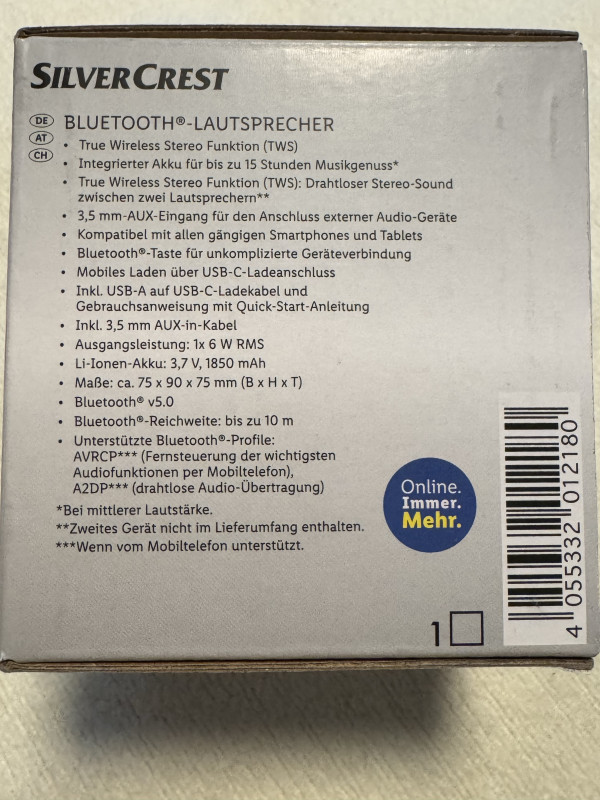 SILVERCREST
DE
AT
CH
BLUETOOTH®-LAUTSPRECHER
• True Wireless Stereo Funktion (TWS)
• Integrierter Akku für bis zu 15 Stunden Musikgenuss*
• True Wireless Stereo Funktion (TWS): Drahtloser Stereo-Sound
zwischen zwei Lautsprechern**
• 3,5 mm-AUX-Eingang für den Anschluss externer Audio-Geräte
• Kompatibel mit allen gängigen Smartphones und Tablets
• Bluetooth®-Taste für unkomplizierte Geräteverbindung
• Mobiles Laden über USB-C-Ladeanschluss
• Inkl. USB-A auf USB-C-Ladekabel und
Gebrauchsanweisung mit Quick-Start-Anleitung
• Inkl. 3,5 mm AUX-in-Kabel
• Ausgangsleistung: 1x 6 W RMS
• Li-Ionen-Akku: 3,7 V, 1850 mAh
• Maße: ca. 75 x 90 x 75 mm (B x H x T)
• Bluetooth® v5.0
• Bluetooth®-Reichweite: bis zu 10 m
• Unterstützte Bluetooth®-Profile:
AVRCP*** (Fernsteuerung der wichtigsten
Audiofunktionen per Mobiltelefon),
A2DP*** (drahtlose Audio-Übertragung)
*Bei mittlerer Lautstärke.
**Zweites Gerät nicht im Lieferumfang enthalten.
***Wenn vom Mobiltelefon unterstützt.
Online.
Immer.
Mehr.
1
4 055332 012180